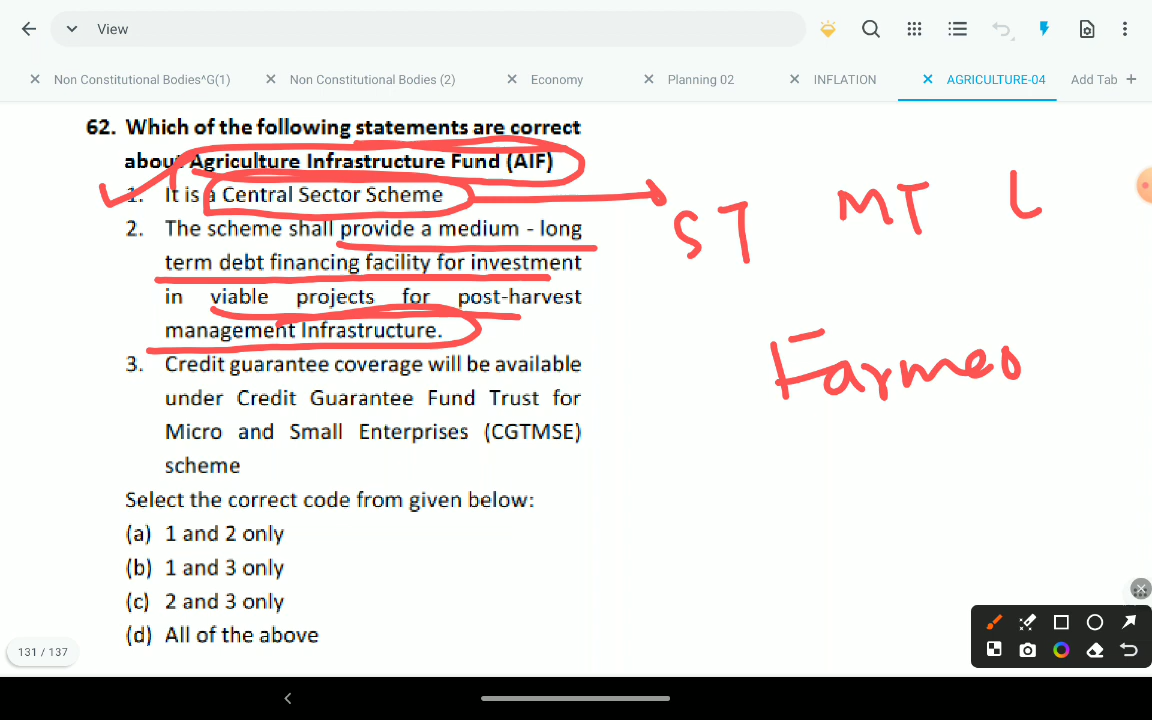 View
Non Constitutional Bodies^G(1)
Non Constitutional Bodies (2)
Economy
Planning 02
INFLATION
AGRICULTURE-04
Add Tab +
62. Which of the following statements are correct
about Agriculture Infrastructure Fund (AIF)
1. It is a Central Sector Scheme
2. The scheme shall provide a medium - long
term debt financing facility for investment
in viable projects for post-harvest
management Infrastructure.
3. Credit guarantee coverage will be available
under Credit Guarantee Fund Trust for
Micro and Small Enterprises (CGTMSE)
scheme
Select the correct code from given below:
(a) 1 and 2 only
(b) 1 and 3 only
(c) 2 and 3 only
(d) All of the above
ST MT L
Farmeo
131 / 137